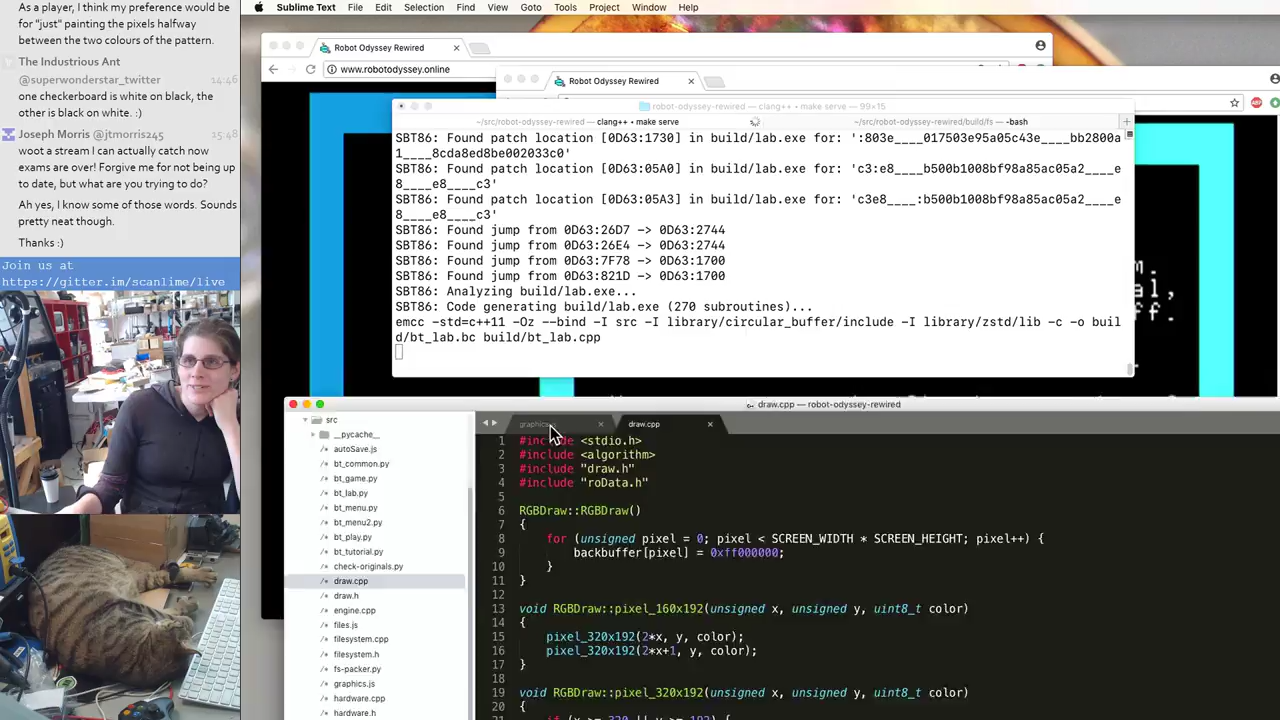 As a player, I think my preference would be
for "just" painting the pixels halfway
between the two colours of the pattern.
The Industrious Ant
@superwonderstar_twitter 14:46
one checkerboard is white on black, the
other is black on white. :)
Joseph Morris @jtmorris245 15:48
woot a stream I can actually catch now
exams are over! Forgive me for not being up
to date, but what are you trying to do?
Ah yes, I know some of those words. Sounds
pretty neat though.
Thanks :)
Join us at
https://gitter.im/scanlime/live
Sublime Text File Edit Selection Find View Goto Tools Project Window Help
Robot Odyssey Rewired
www.robotodyssey.online
Robot Odyssey Rewired
robot-odyssey-rewired — clang++ • make serve — 99×15
~/src/robot-odyssey-rewired — clang++ • make serve
~/src/robot-odyssey-rewired/build/fs — -bash
SBT86: Found patch location [0D63:1730] in build/lab.exe for: ':803e____017503e95a05c43e____bb2800a
1____8cda8ed8be002033c0'
SBT86: Found patch location [0D63:05A0] in build/lab.exe for: 'c3:e8____b500b1008bf98a85ac05a2____e
8____e8____c3'
SBT86: Found patch location [0D63:05A3] in build/lab.exe for: 'c3e8____:b500b1008bf98a85ac05a2____e
8____e8____c3'
SBT86: Found jump from 0D63:26D7 -> 0D63:2744
SBT86: Found jump from 0D63:26E4 -> 0D63:2744
SBT86: Found jump from 0D63:7F78 -> 0D63:1700
SBT86: Found jump from 0D63:821D -> 0D63:1700
SBT86: Analyzing build/lab.exe...
SBT86: Code generating build/lab.exe (270 subroutines)...
emcc -std=c++11 -Oz --bind -I src -I library/circular_buffer/include -I library/zstd/lib -c -o buil
d/bt_lab.bc build/bt_lab.cpp
draw.cpp — robot-odyssey-rewired
src
__pycache__
autoSave.js
bt_common.py
bt_game.py
bt_lab.py
bt_menu.py
bt_menu2.py
bt_play.py
bt_tutorial.py
check-originals.py
draw.cpp
draw.h
engine.cpp
files.js
filesystem.cpp
filesystem.h
fs-packer.py
graphics.js
hardware.cpp
hardware.h
draw.cpp
1 #include <stdio.h>
2 #include <algorithm>
3 #include "draw.h"
4 #include "roData.h"
5
6 RGBDraw::RGBDraw()
7 {
8 for (unsigned pixel = 0; pixel < SCREEN_WIDTH * SCREEN_HEIGHT; pixel++) {
9 backbuffer[pixel] = 0xff000000;
10 }
11 }
12
13 void RGBDraw::pixel_160x192(unsigned x, unsigned y, uint8_t color)
14 {
15 pixel_320x192(2*x, y, color);
16 pixel_320x192(2*x+1, y, color);
17 }
18
19 void RGBDraw::pixel_320x192(unsigned x, unsigned y, uint8_t color)
20 {